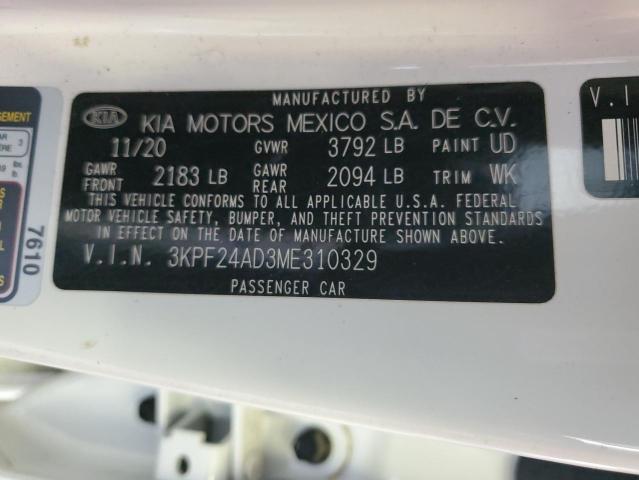 MANUFACTURED BY
KIA KIA MOTORS MEXICO S.A. DE C.V.
11/20 GVWR 3792 LB PAINT UD
GAWR FRONT 2183 LB GAWR REAR 2094 LB TRIM WK
THIS VEHICLE CONFORMS TO ALL APPLICABLE U.S.A. FEDERAL
MOTOR VEHICLE SAFETY, BUMPER, AND THEFT PREVENTION STANDARDS
IN EFFECT ON THE DATE OF MANUFACTURE SHOWN ABOVE.
V.I.N. 3KPF24AD3ME310329
PASSENGER CAR
7610
V.I